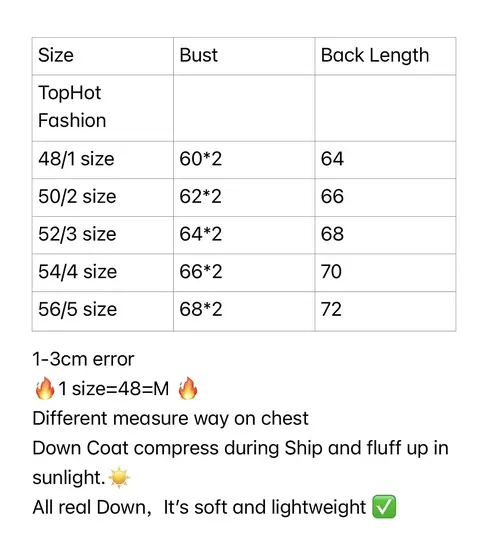 Size Bust Back Length
TopHot
Fashion
48/1 size 60*2 64
50/2 size 62*2 66
52/3 size 64*2 68
54/4 size 66*2 70
56/5 size 68*2 72
1-3cm error
🔥1 size=48=M 🔥
Different measure way on chest
Down Coat compress during Ship and fluff up in
sunlight.☀️
All real Down，It's soft and lightweight ✅